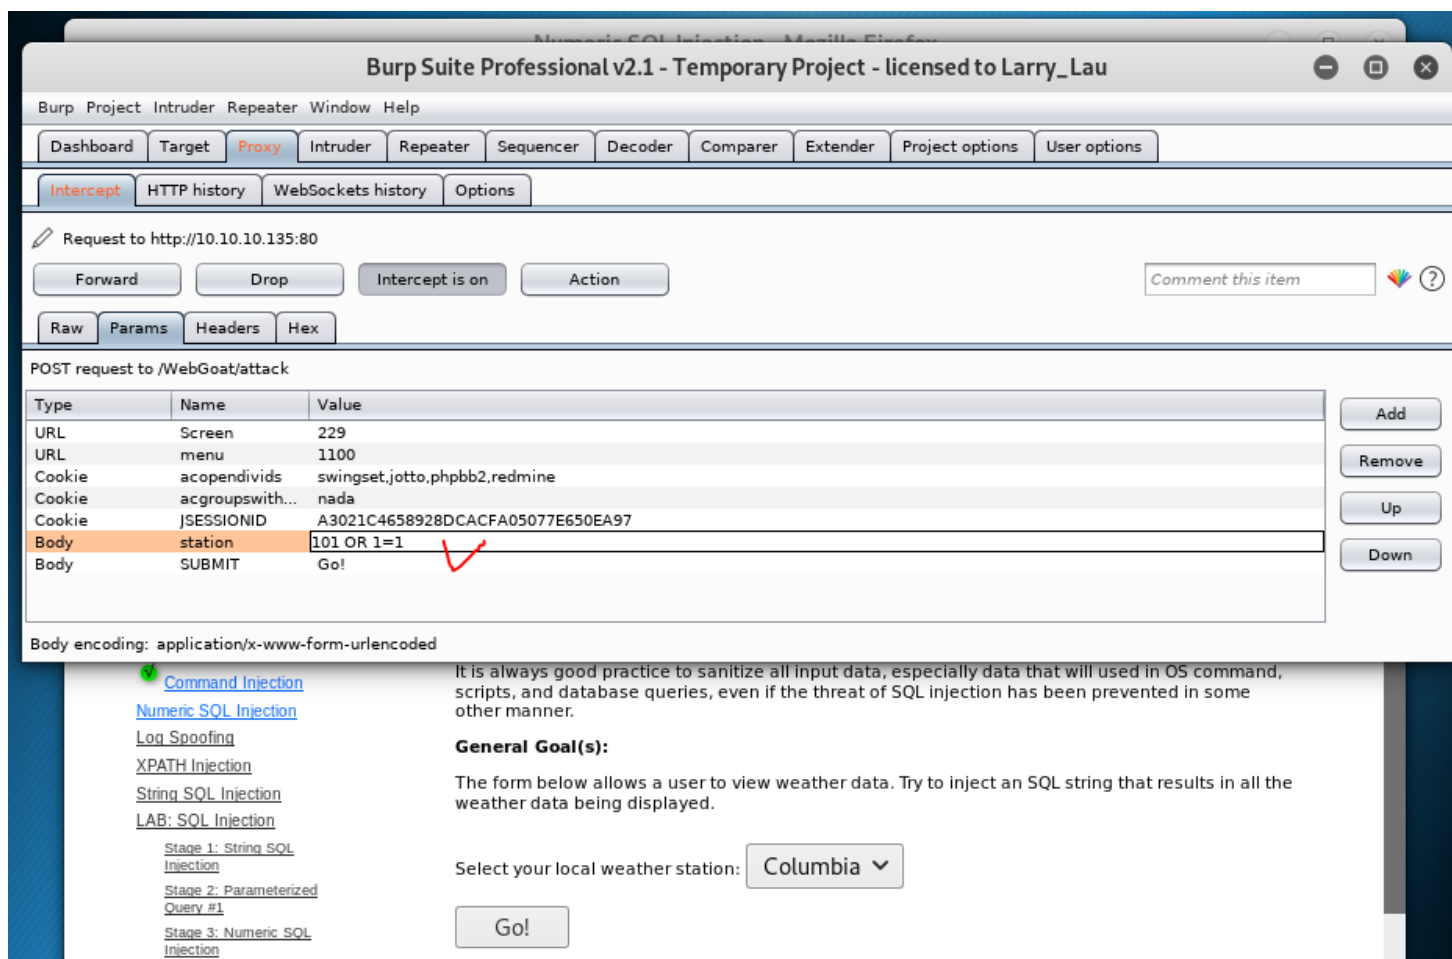 Numeric SQL Injection - Mozilla Firefox
Burp Suite Professional v2.1 - Temporary Project - licensed to Larry_Lau
Burp Project Intruder Repeater Window Help
Dashboard Target Proxy Intruder Repeater Sequencer Decoder Comparer Extender Project options User options
Intercept HTTP history WebSockets history Options
Request to http://10.10.10.135:80
Forward Drop Intercept is on Action Comment this item ?
Raw Params Headers Hex
POST request to /WebGoat/attack
Type Name Value
Add
URL Screen 229
URL menu 1100
Remove
Cookie acopendivids swingset,jotto,phpbb2,redmine
Cookie acgroupswith... nada
Up
Cookie JSESSIONID A3021C4658928DCACFA05077E650EA97
Body station 101 OR 1=1
Down
Body SUBMIT Go!
Body encoding: application/x-www-form-urlencoded
Command Injection
Numeric SQL Injection
Log Spoofing
XPATH Injection
String SQL Injection
LAB: SQL Injection
Stage 1: String SQL
Injection
Stage 2: Parameterized
Query #1
Stage 3: Numeric SQL
Injection
It is always good practice to sanitize all input data, especially data that will used in OS command,
scripts, and database queries, even if the threat of SQL injection has been prevented in some
other manner.
General Goal(s):
The form below allows a user to view weather data. Try to inject an SQL string that results in all the
weather data being displayed.
Select your local weather station: Columbia
Go!